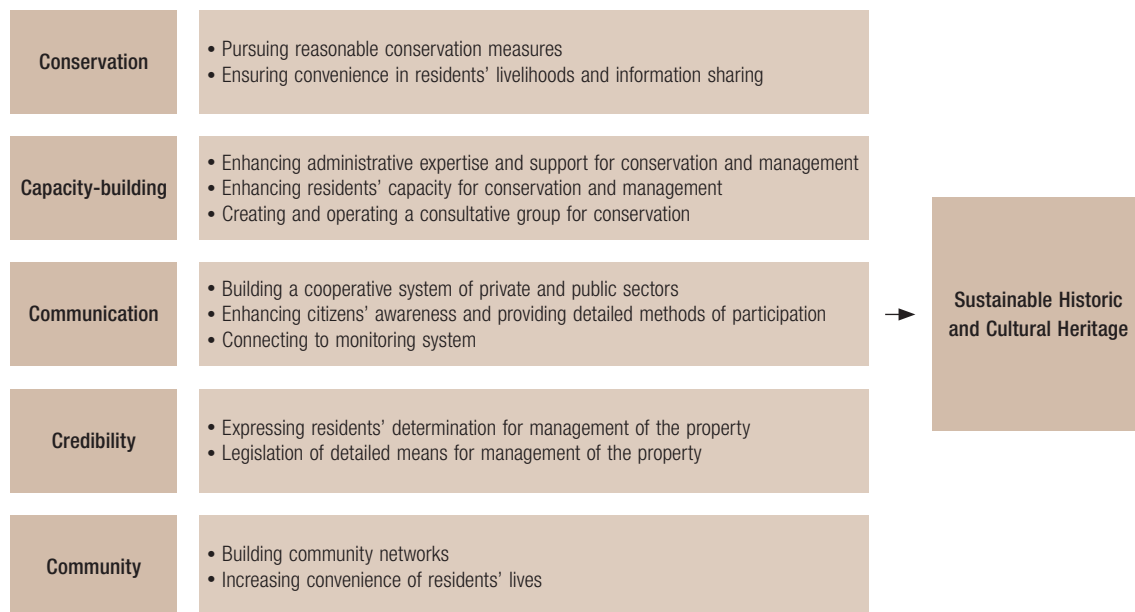 Conservation
• Pursuing reasonable conservation measures
• Ensuring convenience in residents’ livelihoods and information sharing
Capacity-building
• Enhancing administrative expertise and support for conservation and management
• Enhancing residents’ capacity for conservation and management
• Creating and operating a consultative group for conservation
Communication
• Building a cooperative system of private and public sectors
• Enhancing citizens’ awareness and providing detailed methods of participation
• Connecting to monitoring system
Credibility
• Expressing residents’ determination for management of the property
• Legislation of detailed means for management of the property
Community
• Building community networks
• Increasing convenience of residents’ lives
Sustainable Historic
and Cultural Heritage